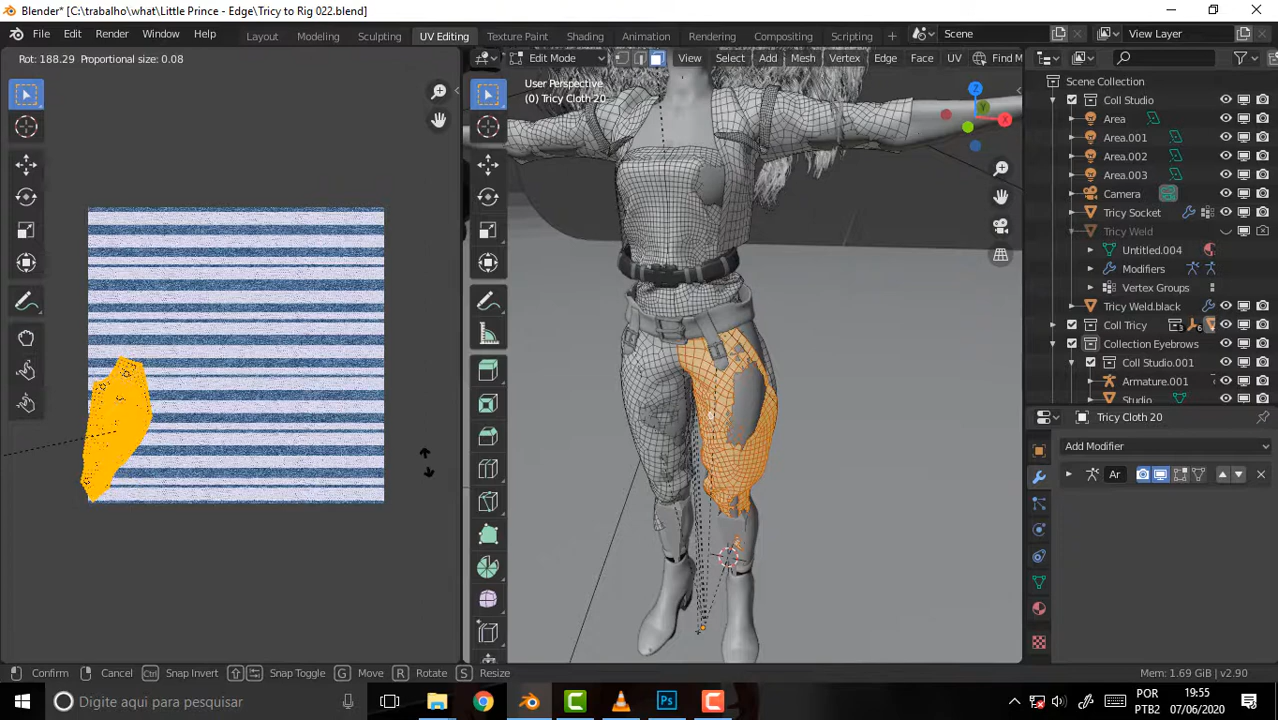 Blender* [C:\trabalho\what\Little Prince - Edge\Tricy to Rig 022.blend]
File Edit Render Window Help Layout Modeling Sculpting UV Editing Texture Paint Shading Animation Rendering Compositing Scripting Scene View Layer
Rot: 188.29 Proportional size: 0.08
Edit Mode View Select Add Mesh Vertex Edge Face UV Find M
User Perspective
(0) Tricy Cloth 20
Z
Y
X
Scene Collection
Coll Studio
Area
Area.001
Area.002
Area.003
Camera
Tricy Socket
Tricy Weld
Untitled.004
Modifiers
Vertex Groups
Tricy Weld.black
Coll Tricy
Collection Eyebrows
Coll Studio.001
Armature.001
Studio
Tricy Cloth 20
Add Modifier
Ar
Confirm Cancel Ctrl Snap Invert Snap Toggle G Move R Rotate S Resize
Mem: 1.69 GiB | v2.90
Digite aqui para pesquisar
Ps
POR
PTB2
19:55
07/06/2020